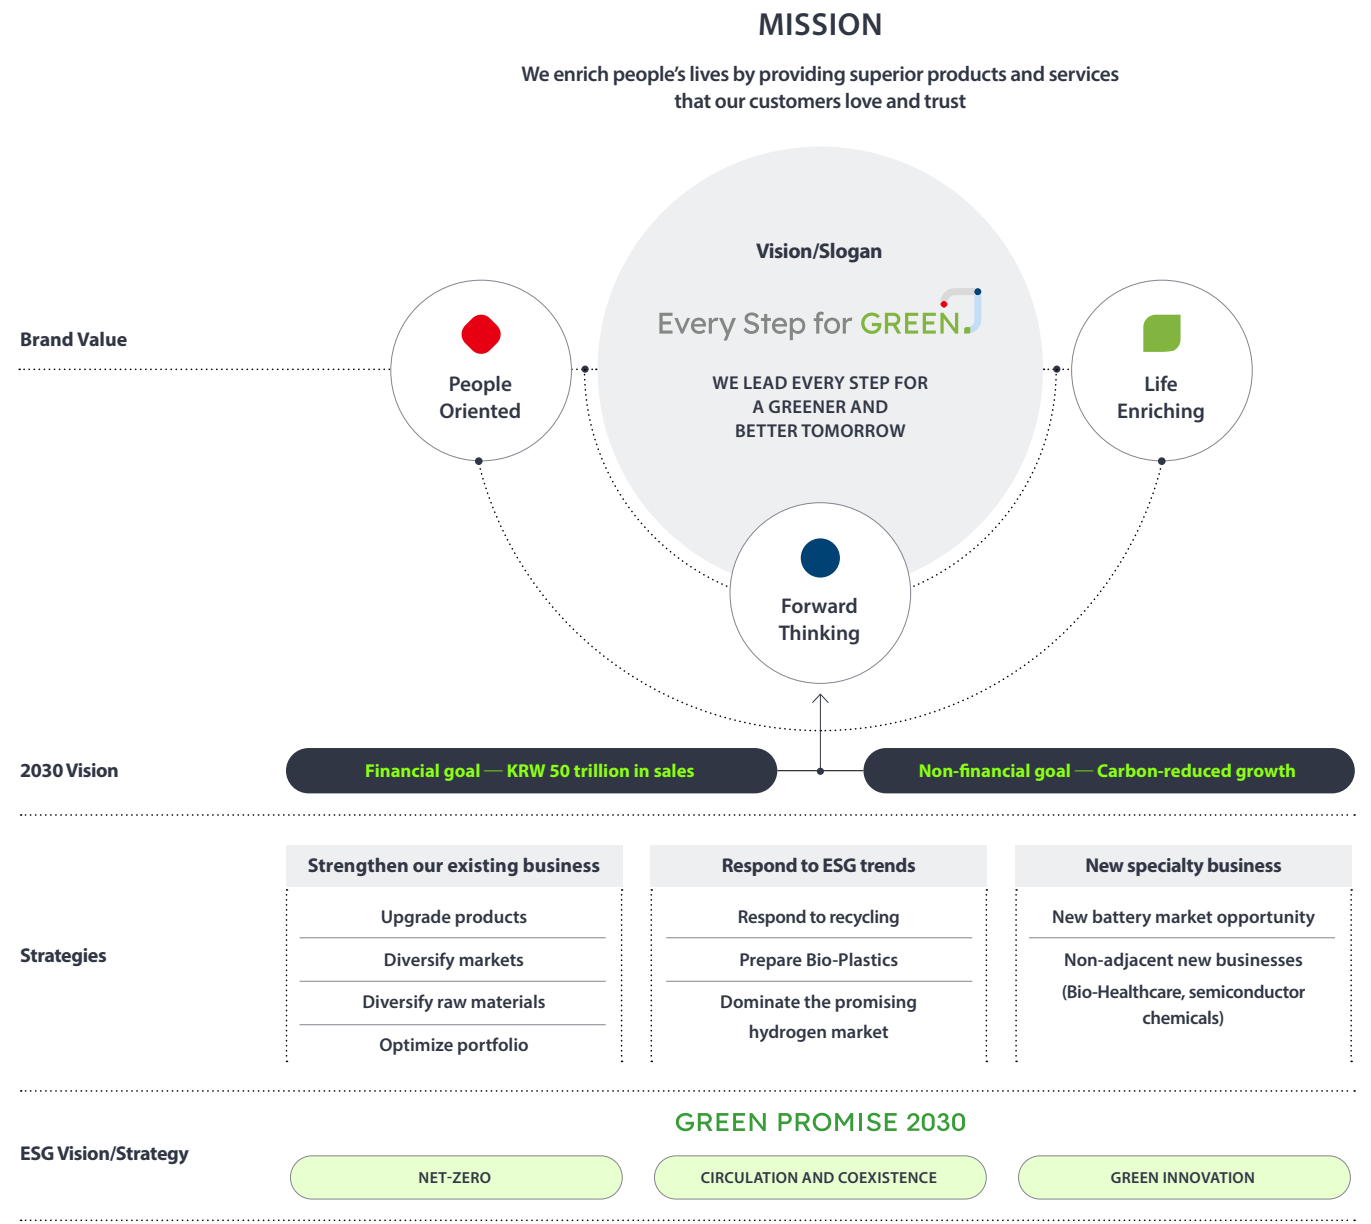 MISSION
We enrich people's lives by providing superior products and services
that our customers love and trust
Vision/Slogan
Every Step for GREEN
WE LEAD EVERY STEP FOR
A GREENER AND
BETTER TOMORROW
Brand Value
People
Oriented
Life
Enriching
Forward
Thinking
2030 Vision
Financial goal — KRW 50 trillion in sales
Non-financial goal — Carbon-reduced growth
Strategies
Strengthen our existing business
Upgrade products
Diversify markets
Diversify raw materials
Optimize portfolio
Respond to ESG trends
Respond to recycling
Prepare Bio-Plastics
Dominate the promising
hydrogen market
New specialty business
New battery market opportunity
Non-adjacent new businesses
(Bio-Healthcare, semiconductor
chemicals)
ESG Vision/Strategy
GREEN PROMISE 2030
NET-ZERO
CIRCULATION AND COEXISTENCE
GREEN INNOVATION